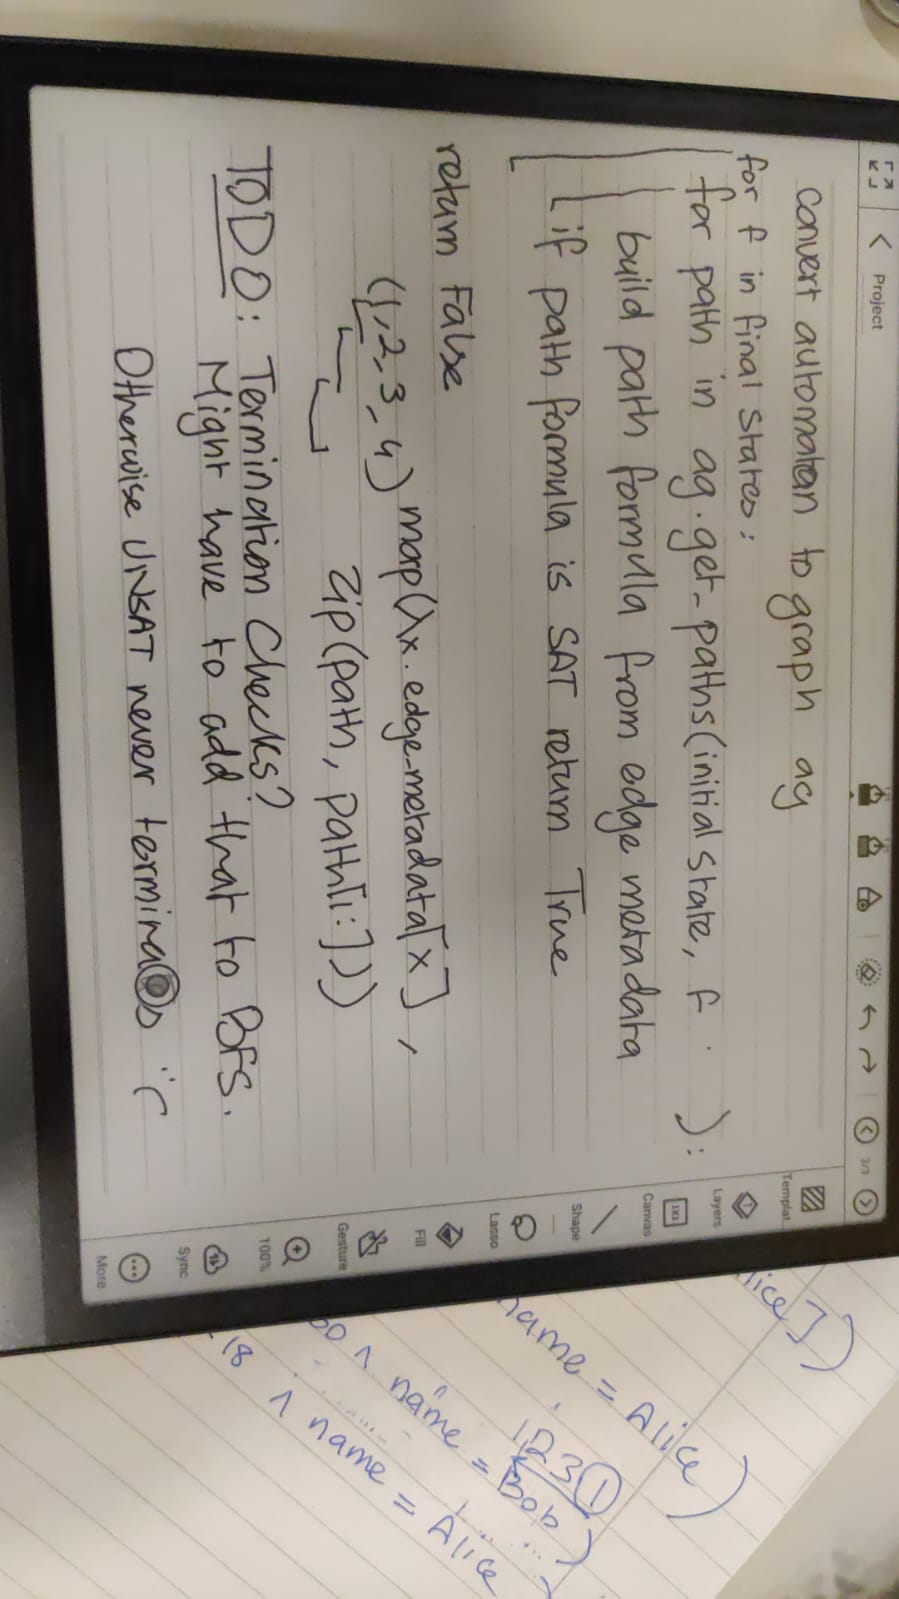 Project
3/3
convert automaton to graph ag
for f in final states:
for path in ag.get_paths(initial state, f ):
build path formula from edge metadata
if path formula is SAT return True
return False
(1,2,3,4) map(λx. edge_metadata[x],
zip(path, path[1:]))
TODO: Termination Checks?
Might have to add that to BFS.
Otherwise UNSAT never :(
Templat...
Layers
1X1
Canvas
Shape
Lasso
Fill
Gesture
100%
Sync
More
lice])
name = Alice)
1,2,3,1
∧ name = Bob)
18 ∧ name = Alice